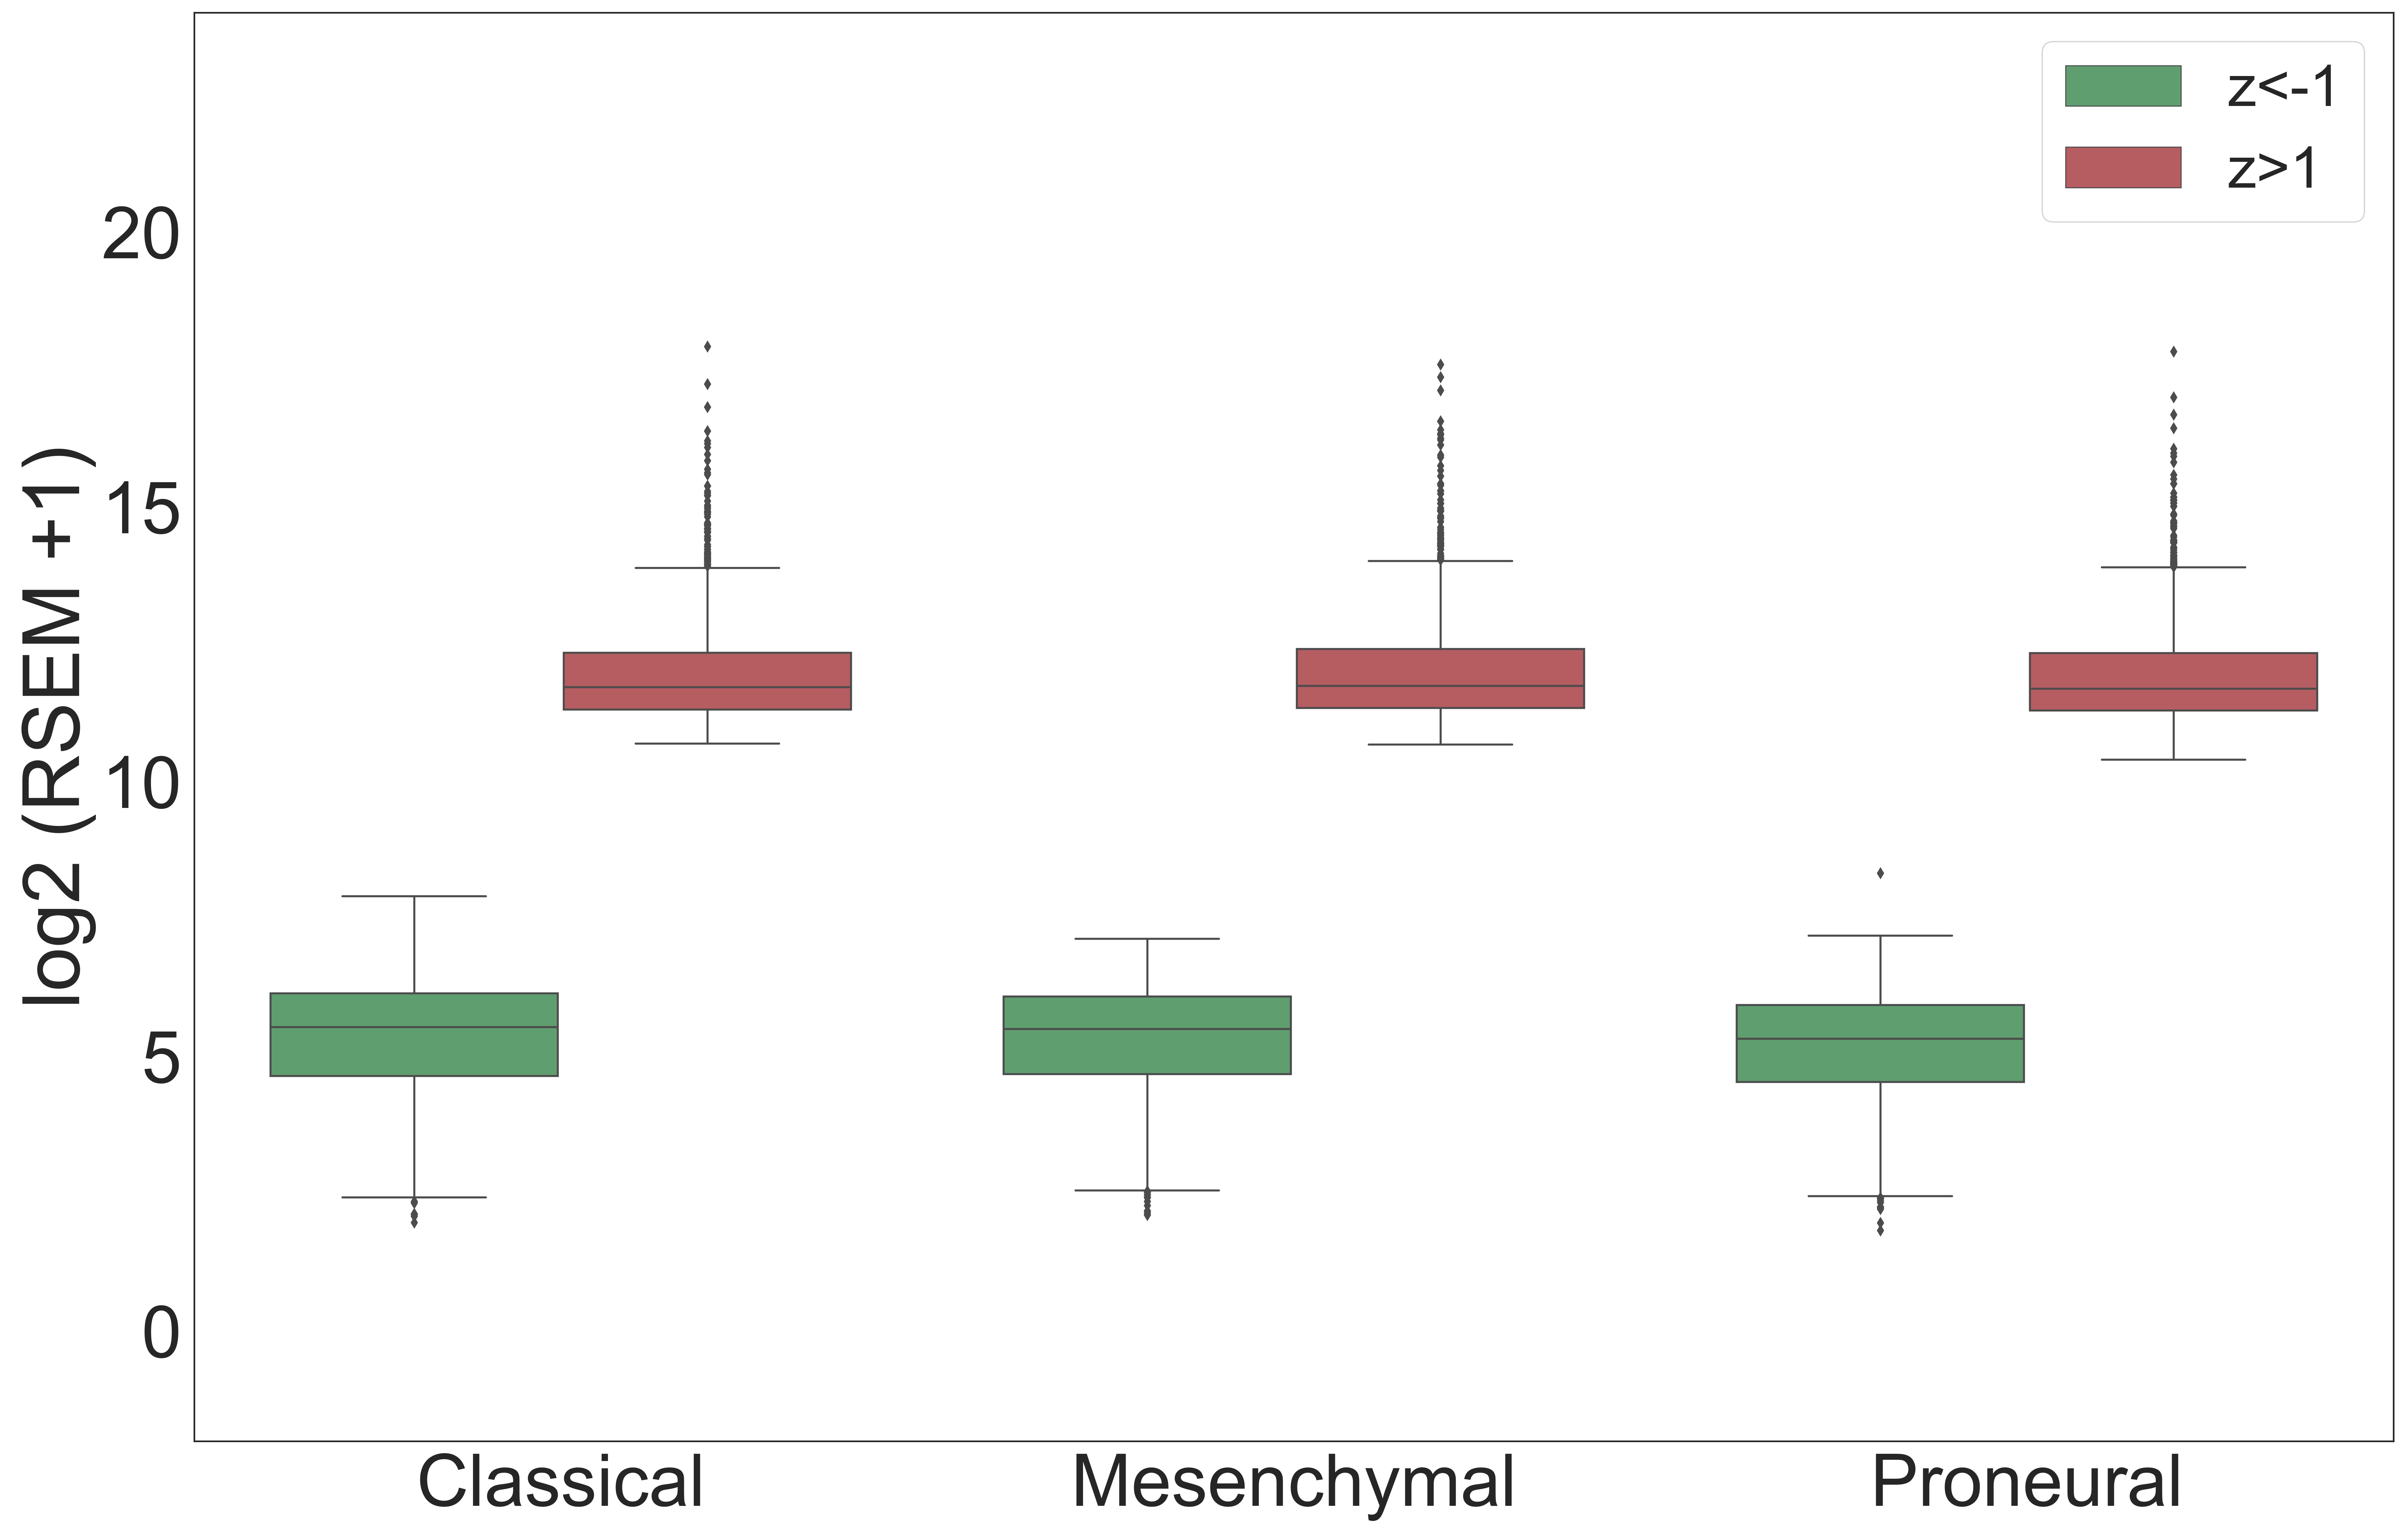 z<-1
z>1
20
15
10
5
0
log2 (RSEM +1)
Classical
Mesenchymal
Proneural